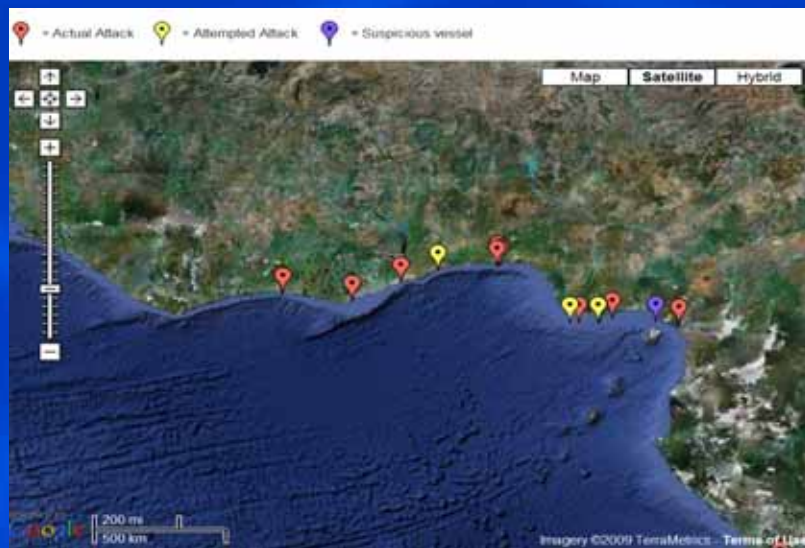 = Actual Attack = Attempted Attack = Suspicious vessel
Map Satellite Hybrid
200 mi
500 km
Google
Imagery ©2009 TerraMetrics - Terms of Use